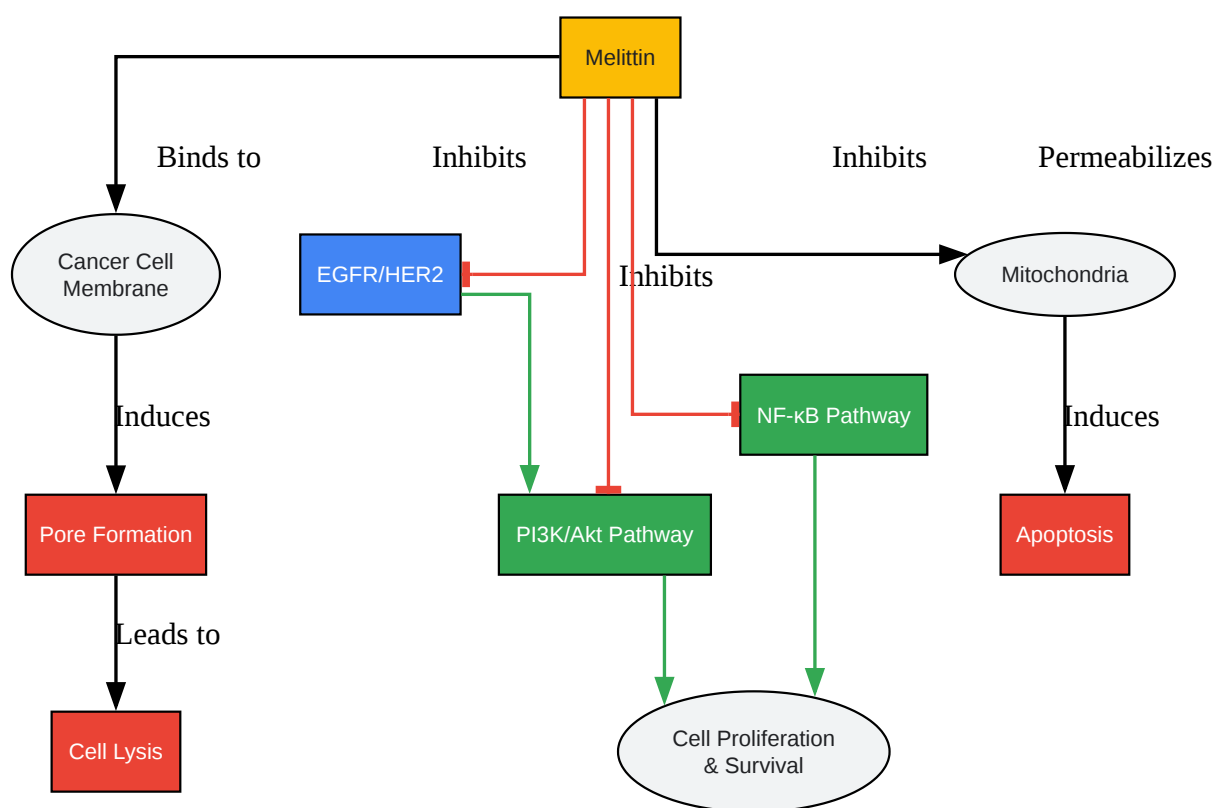 Melittin
Binds to
Inhibits
Inhibits
Permeabilizes
Cancer Cell
Membrane
EGFR/HER2
Inhibits
Mitochondria
Induces
NF-κB Pathway
Induces
Pore Formation
PI3K/Akt Pathway
Apoptosis
Leads to
Cell Lysis
Cell Proliferation
& Survival